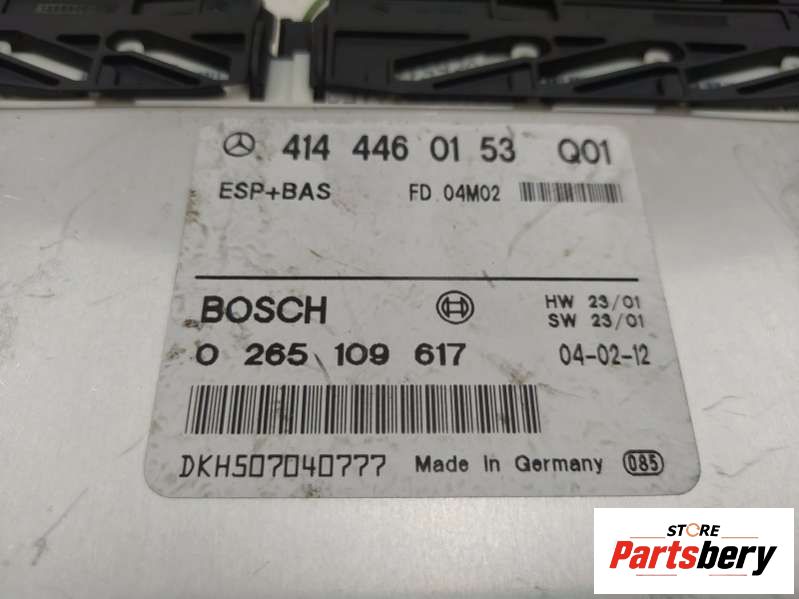 414 446 01 53 Q01
ESP+BAS FD 04M02
BOSCH HW 23/01
SW 23/01
0 265 109 617 04-02-12
DKH507040777 Made in Germany 085
STORE
Partsbery